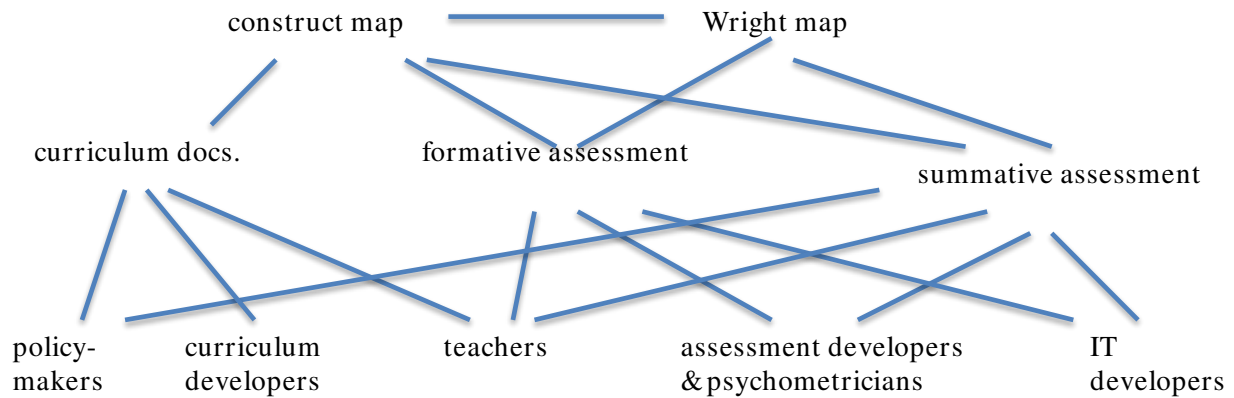 construct map
Wright map
curriculum docs.
formative assessment
summative assessment
policy-
makers
curriculum
developers
teachers
assessment developers
& psychometricians
IT
developers